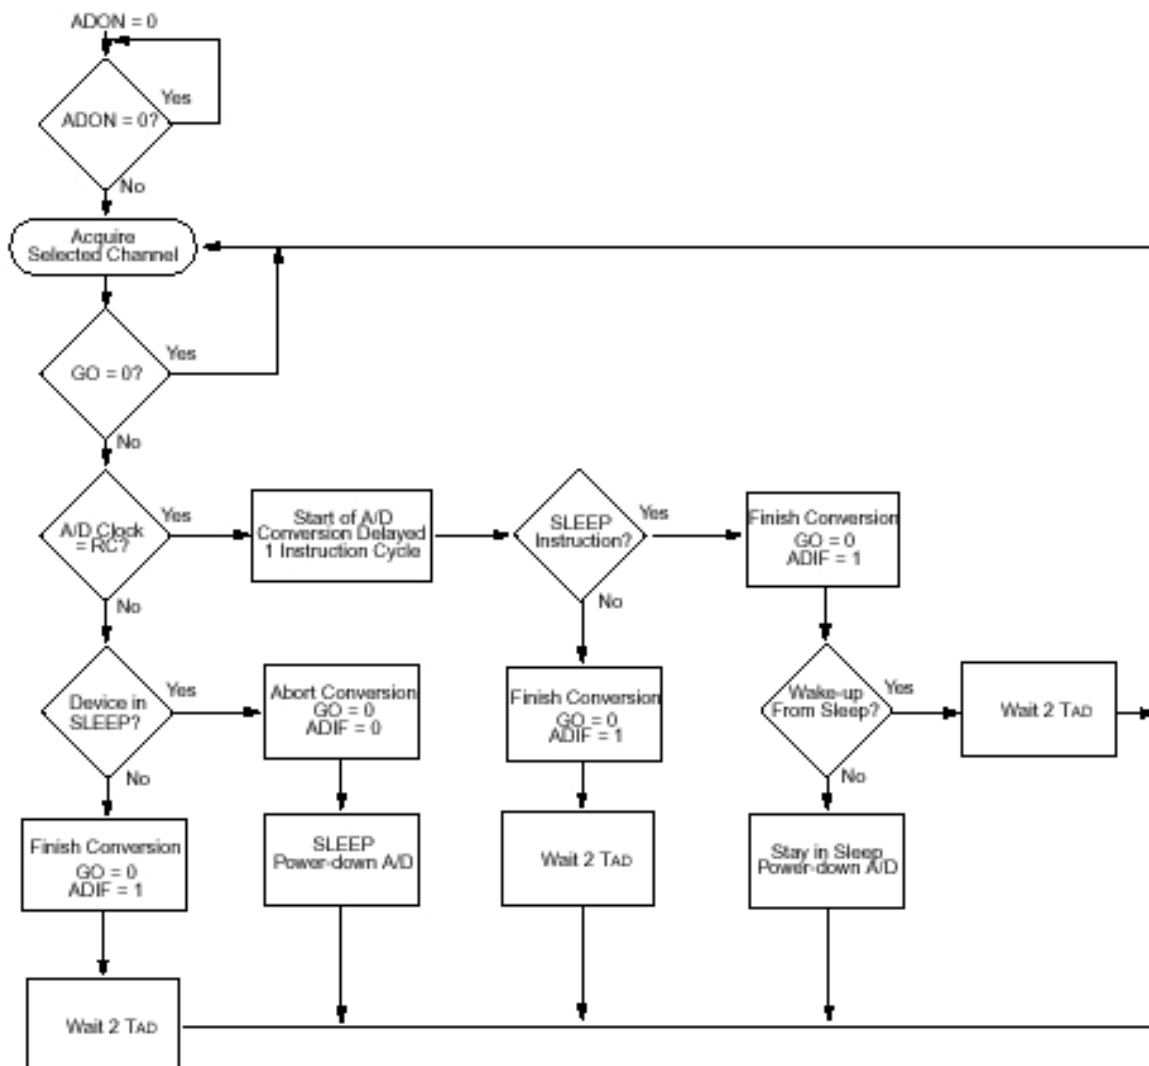 ADON = 0
Yes
ADON = 0?
No
Acquire
Selected Channel
Yes
GO = 0?
No
A/D Clock
= RC?
Yes
Start of A/D
Conversion Delayed
1 Instruction Cycle
SLEEP
Instruction?
Yes
Finish Conversion
GO = 0
ADIF = 1
No
No
Device in
SLEEP?
Yes
Abort Conversion
GO = 0
ADIF = 0
Finish Conversion
GO = 0
ADIF = 1
Wake-up
From Sleep?
Yes
Wait 2 TAD
No
No
Finish Conversion
GO = 0
ADIF = 1
SLEEP
Power-down A/D
Wait 2 TAD
Stay in Sleep
Power-down A/D
Wait 2 TAD